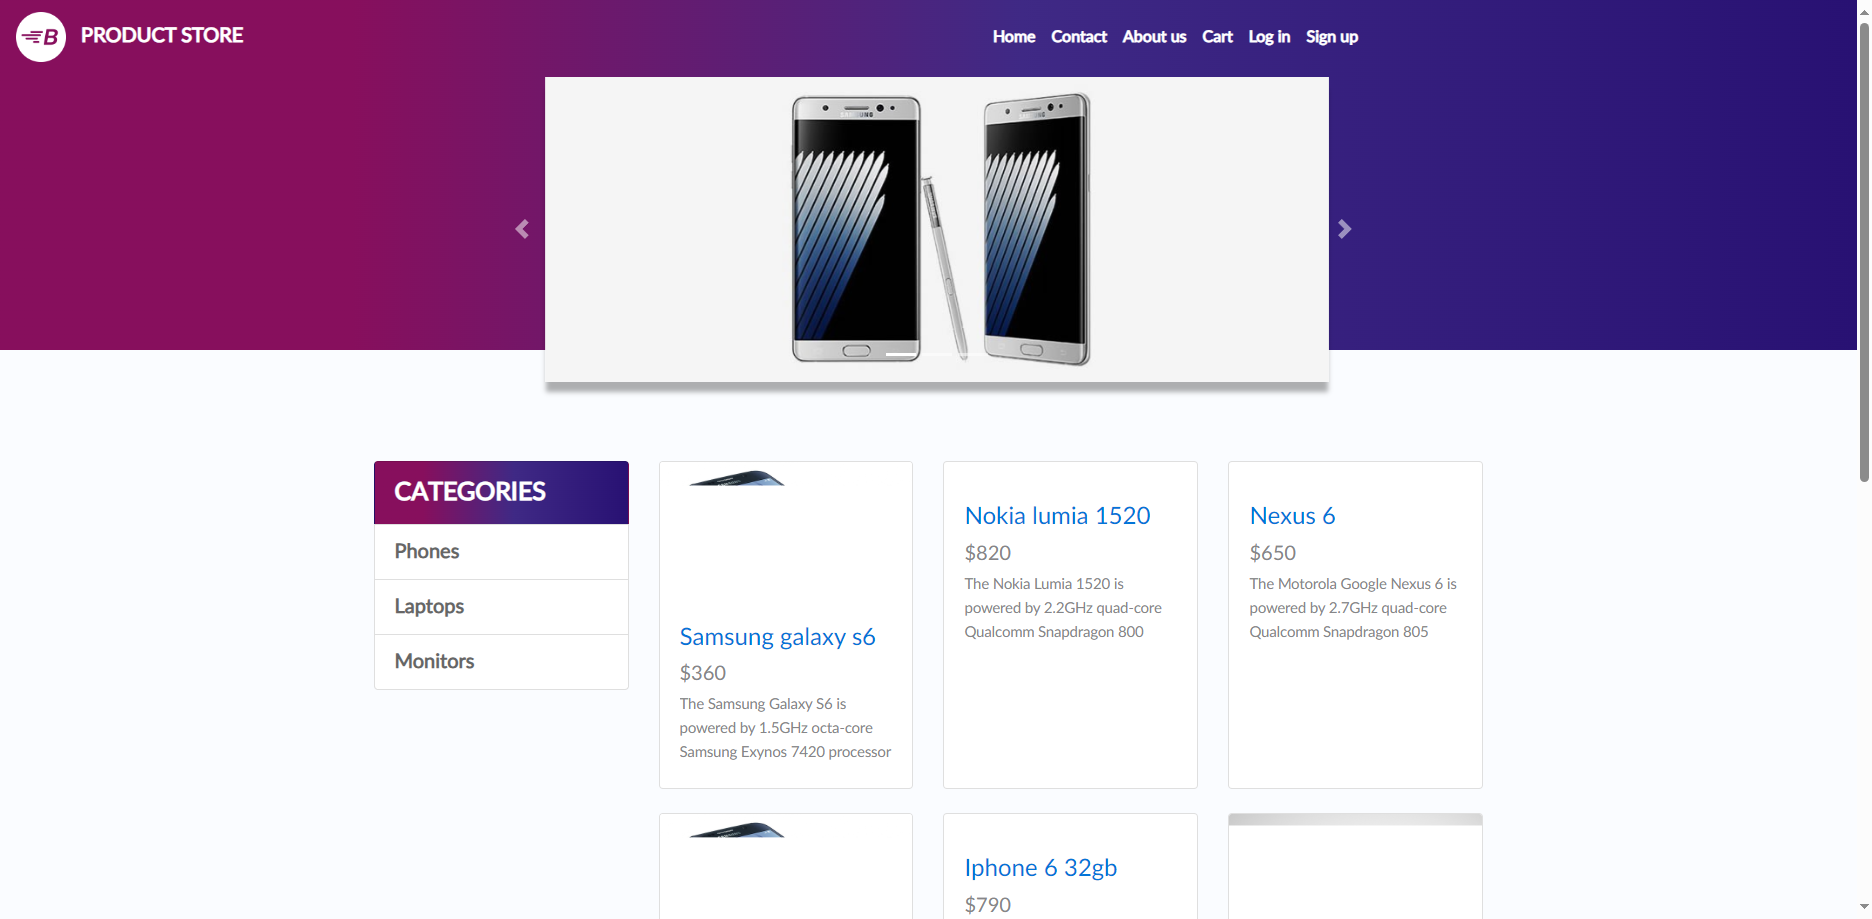 B PRODUCT STORE
Home Contact About us Cart Log in Sign up
SAMSUNG
SAMSUNG
CATEGORIES
Phones
Laptops
Monitors
Samsung galaxy s6
$360
The Samsung Galaxy S6 is
powered by 1.5GHz octa-core
Samsung Exynos 7420 processor
Nokia lumia 1520
$820
The Nokia Lumia 1520 is
powered by 2.2GHz quad-core
Qualcomm Snapdragon 800
Nexus 6
$650
The Motorola Google Nexus 6 is
powered by 2.7GHz quad-core
Qualcomm Snapdragon 805
Iphone 6 32gb
$790